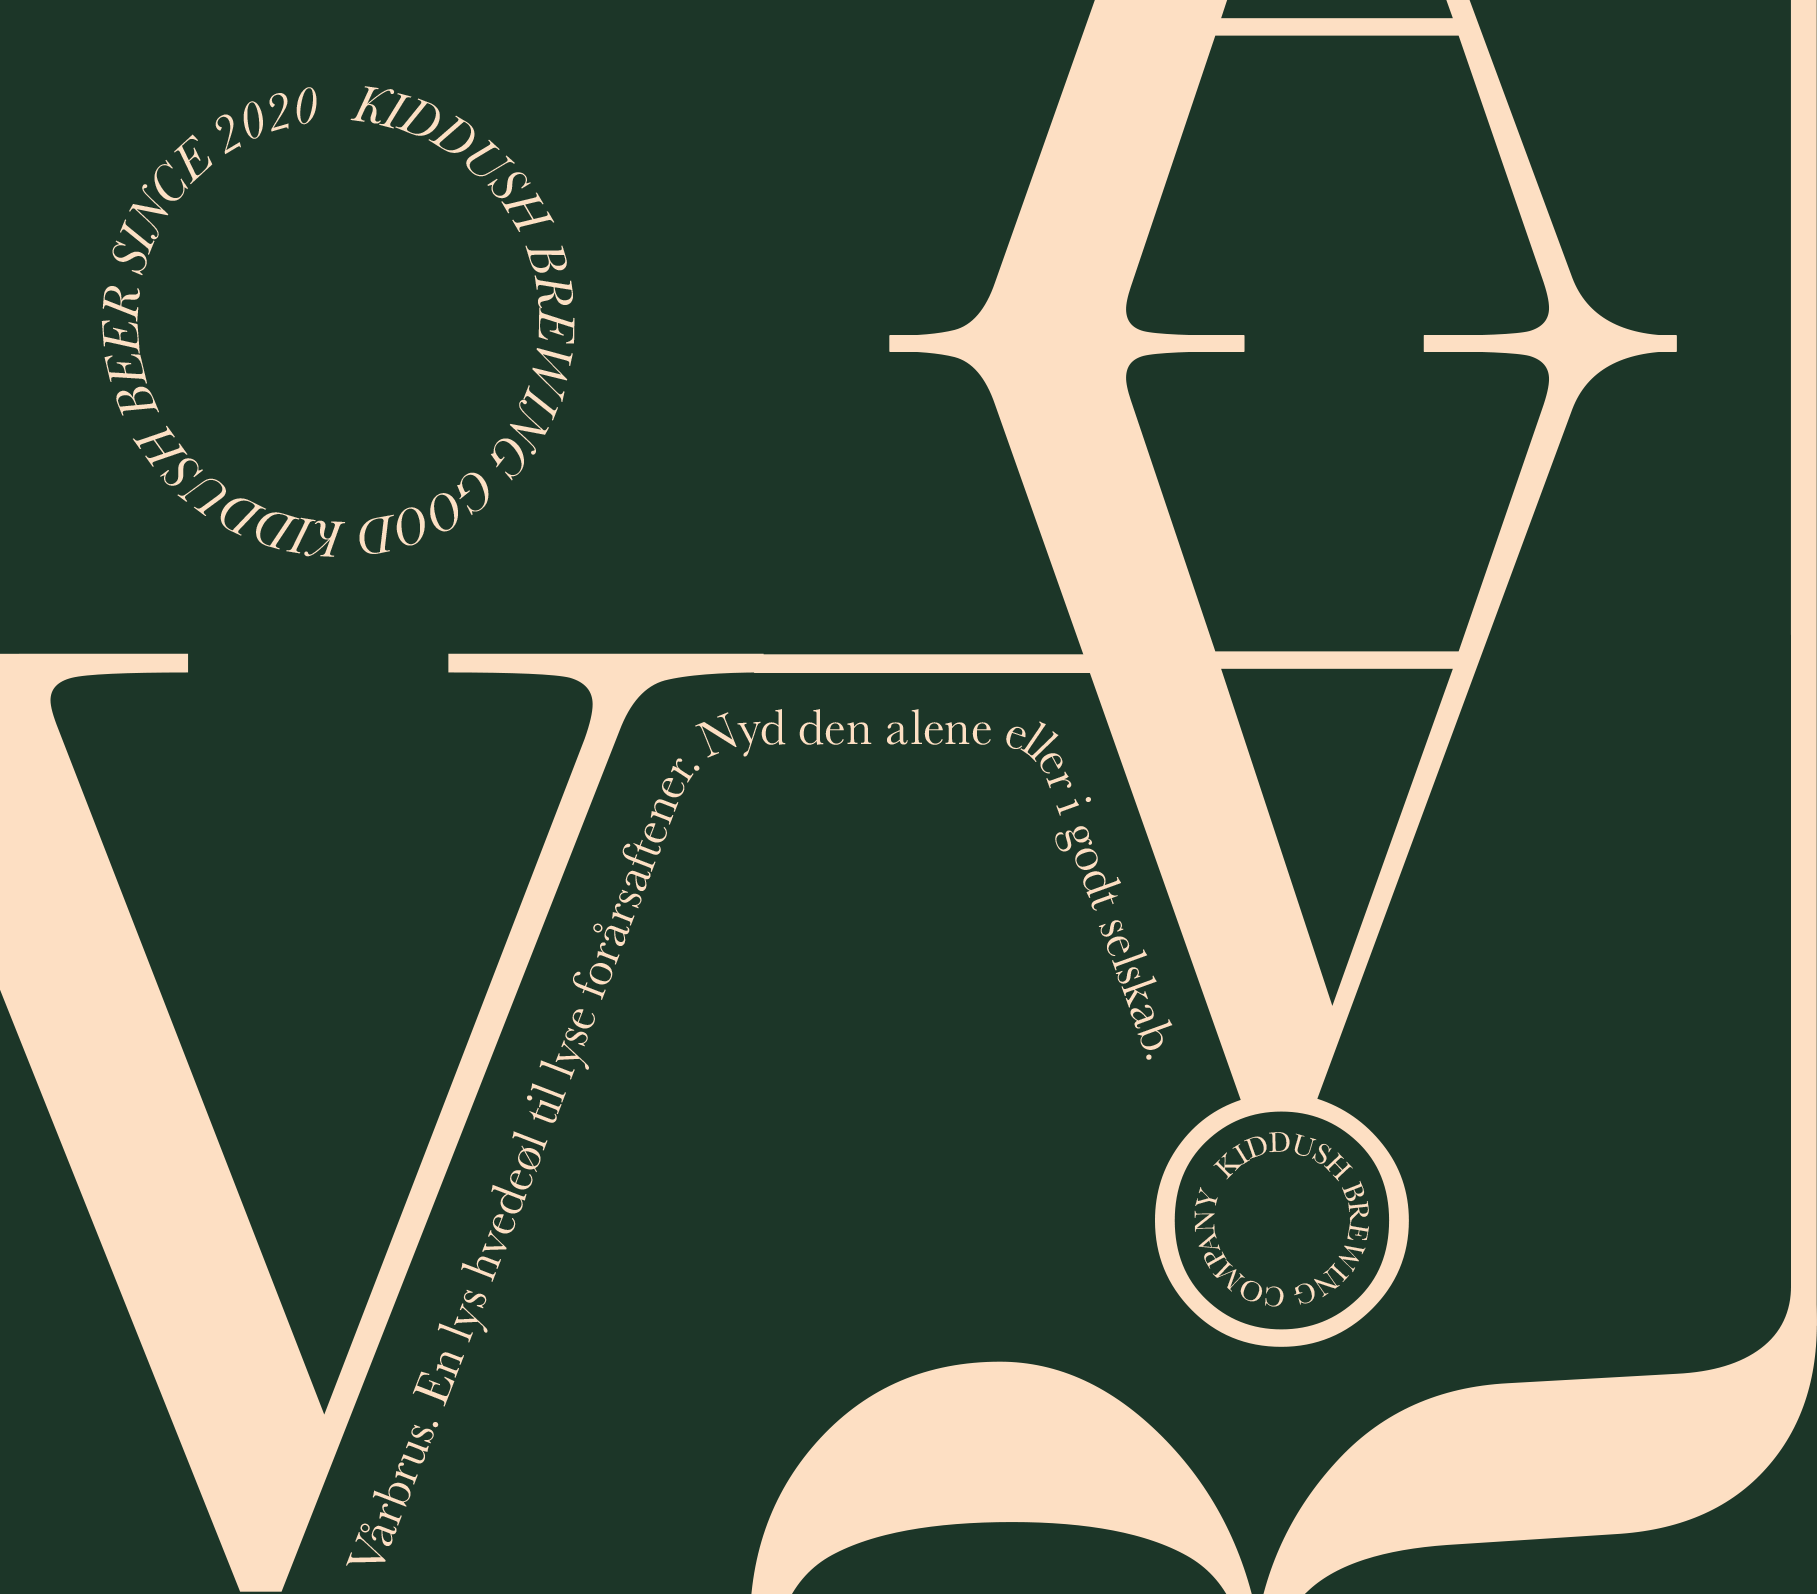 KIDDUSH BREWING GOOD KIDDUSH BEER SINCE 2020
Vårbrus. En lys hvedeøl til lyse forårsaftener. Nyd den alene eller i godt selskab.
KIDDUSH BREWING COMPANY